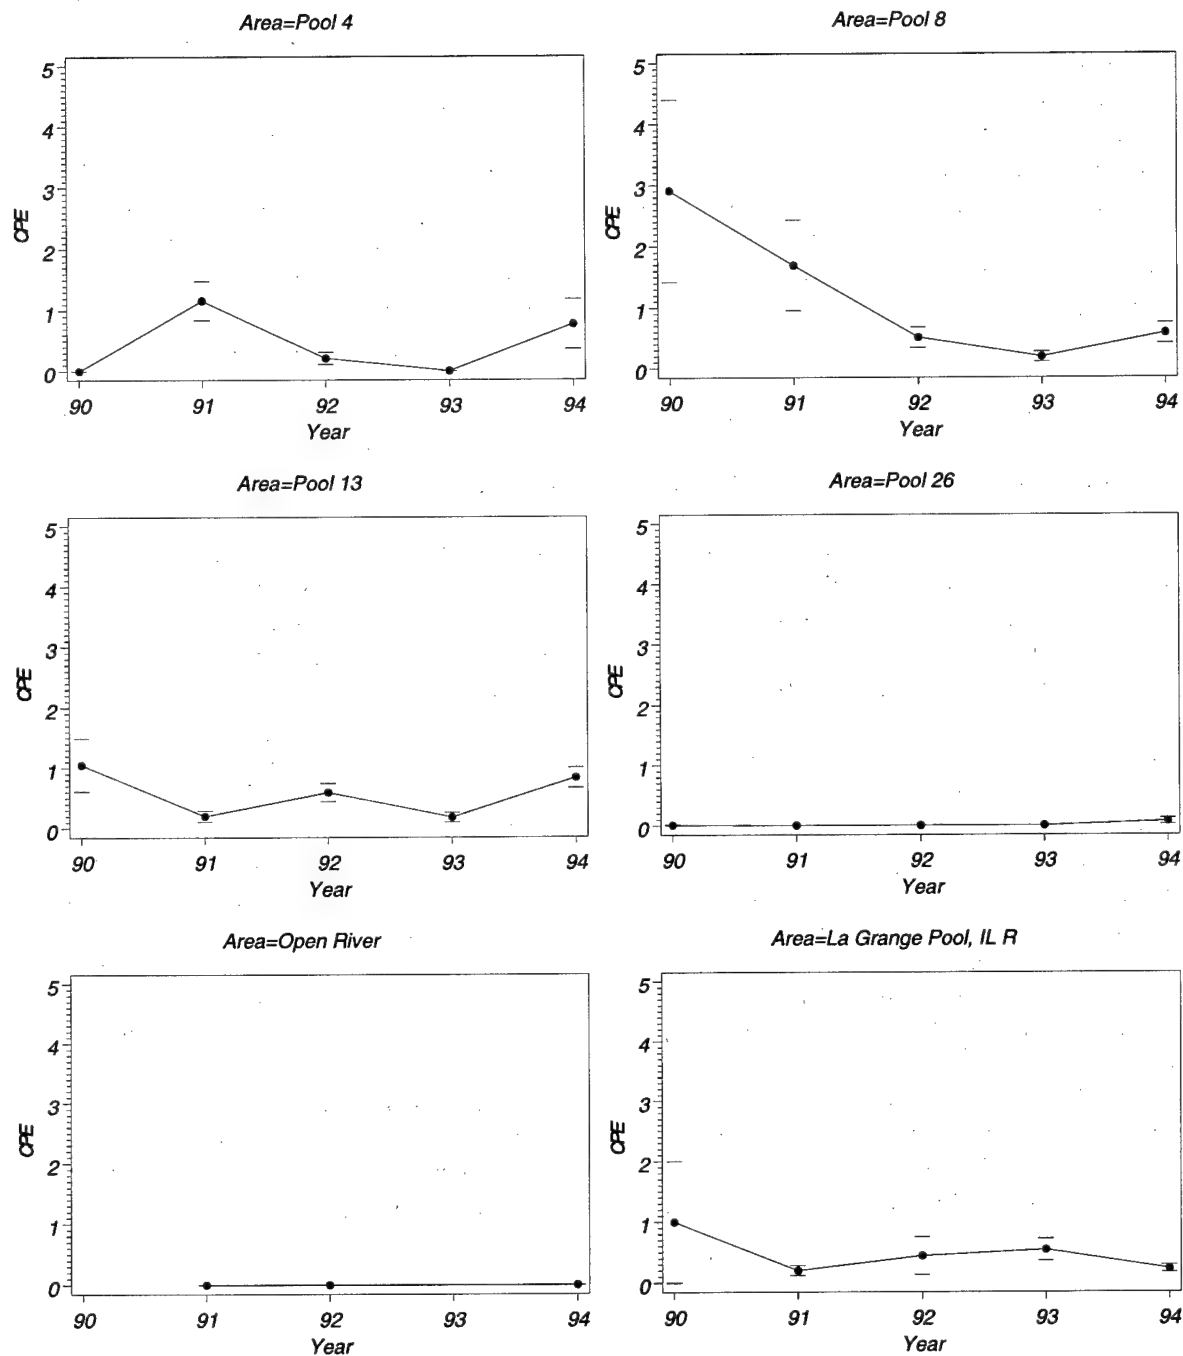 Area=Pool 4
5
4
3
2
1
0
CPE
90 91 92 93 94
Year
Area=Pool 8
5
4
3
2
1
0
CPE
90 91 92 93 94
Year
Area=Pool 13
5
4
3
2
1
0
CPE
90 91 92 93 94
Year
Area=Pool 26
5
4
3
2
1
0
CPE
90 91 92 93 94
Year
Area=Open River
5
4
3
2
1
0
CPE
90 91 92 93 94
Year
Area=La Grange Pool, IL R
5
4
3
2
1
0
CPE
90 91 92 93 94
Year